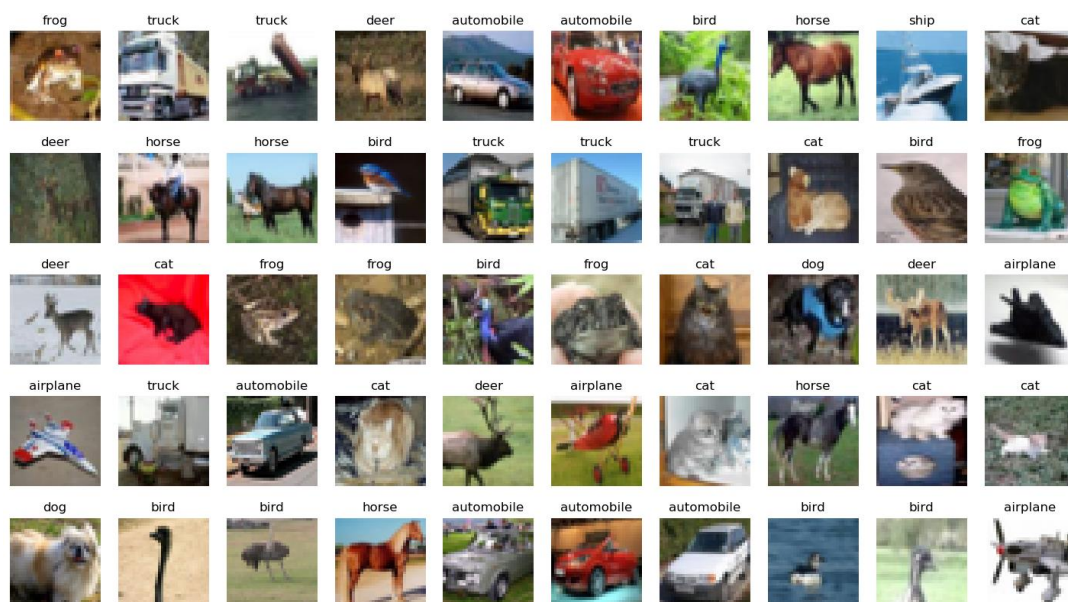 frog truck truck deer automobile automobile bird horse ship cat
deer horse horse bird truck truck truck cat bird frog
deer cat frog frog bird frog cat dog deer airplane
airplane truck automobile cat deer airplane cat horse cat cat
dog bird bird horse automobile automobile automobile bird bird airplane